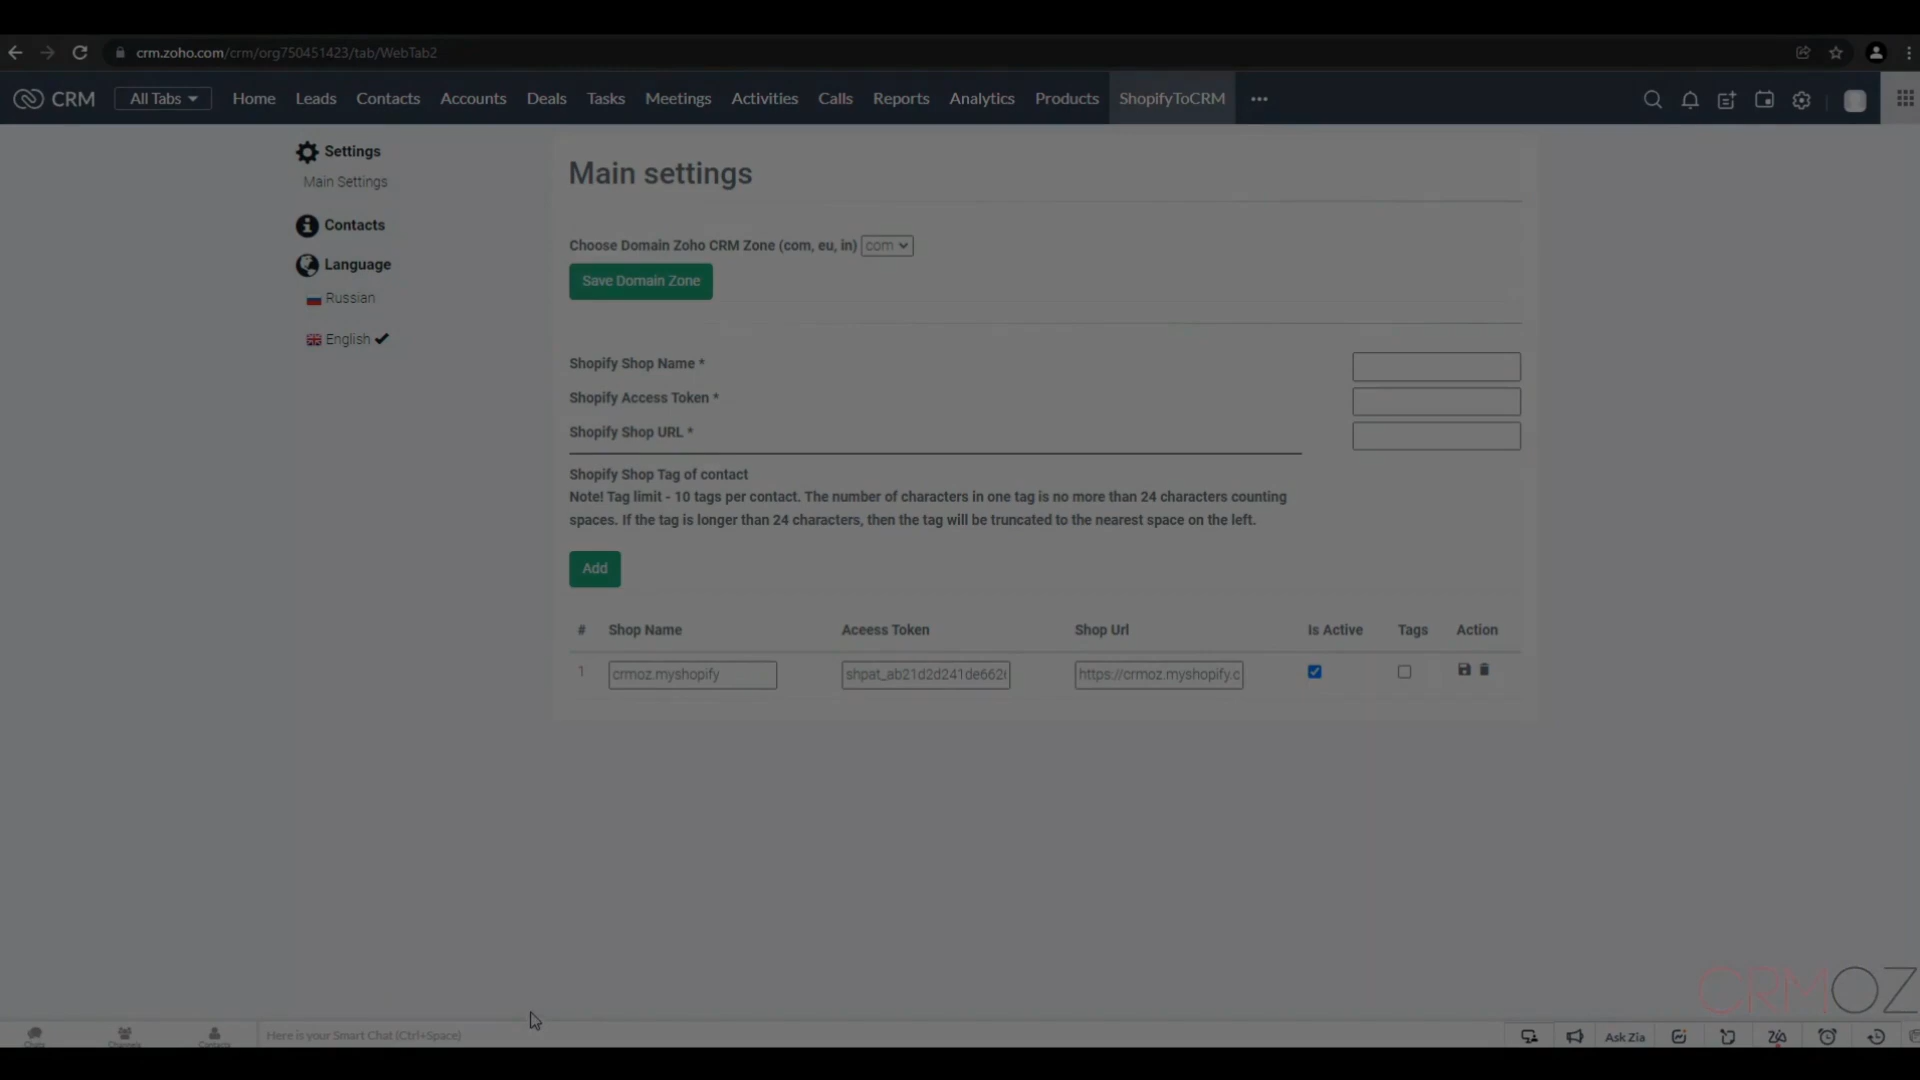 crm.zoho.com/crm/org750451423/tab/WebTab2
CRM All Tabs Home Leads Contacts Accounts Deals Tasks Meetings Activities Calls Reports Analytics Products ShopifyToCRM
Settings
Main Settings
Contacts
Language
Russian
English
Main settings
Choose Domain Zoho CRM Zone (com, eu, in) com
Save Domain Zone
Shopify Shop Name *
Shopify Access Token *
Shopify Shop URL *
Shopify Shop Tag of contact
Note! Tag limit - 10 tags per contact. The number of characters in one tag is no more than 24 characters counting
spaces. If the tag is longer than 24 characters, then the tag will be truncated to the nearest space on the left.
Add
# Shop Name Aceess Token Shop Url Is Active Tags Action
1 crmoz.myshopify shpat_ab21d2d241de662 https://crmoz.myshopify.c
CRMOZ
Chats Channels Contacts Here is your Smart Chat (Ctrl+Space) Ask Zia